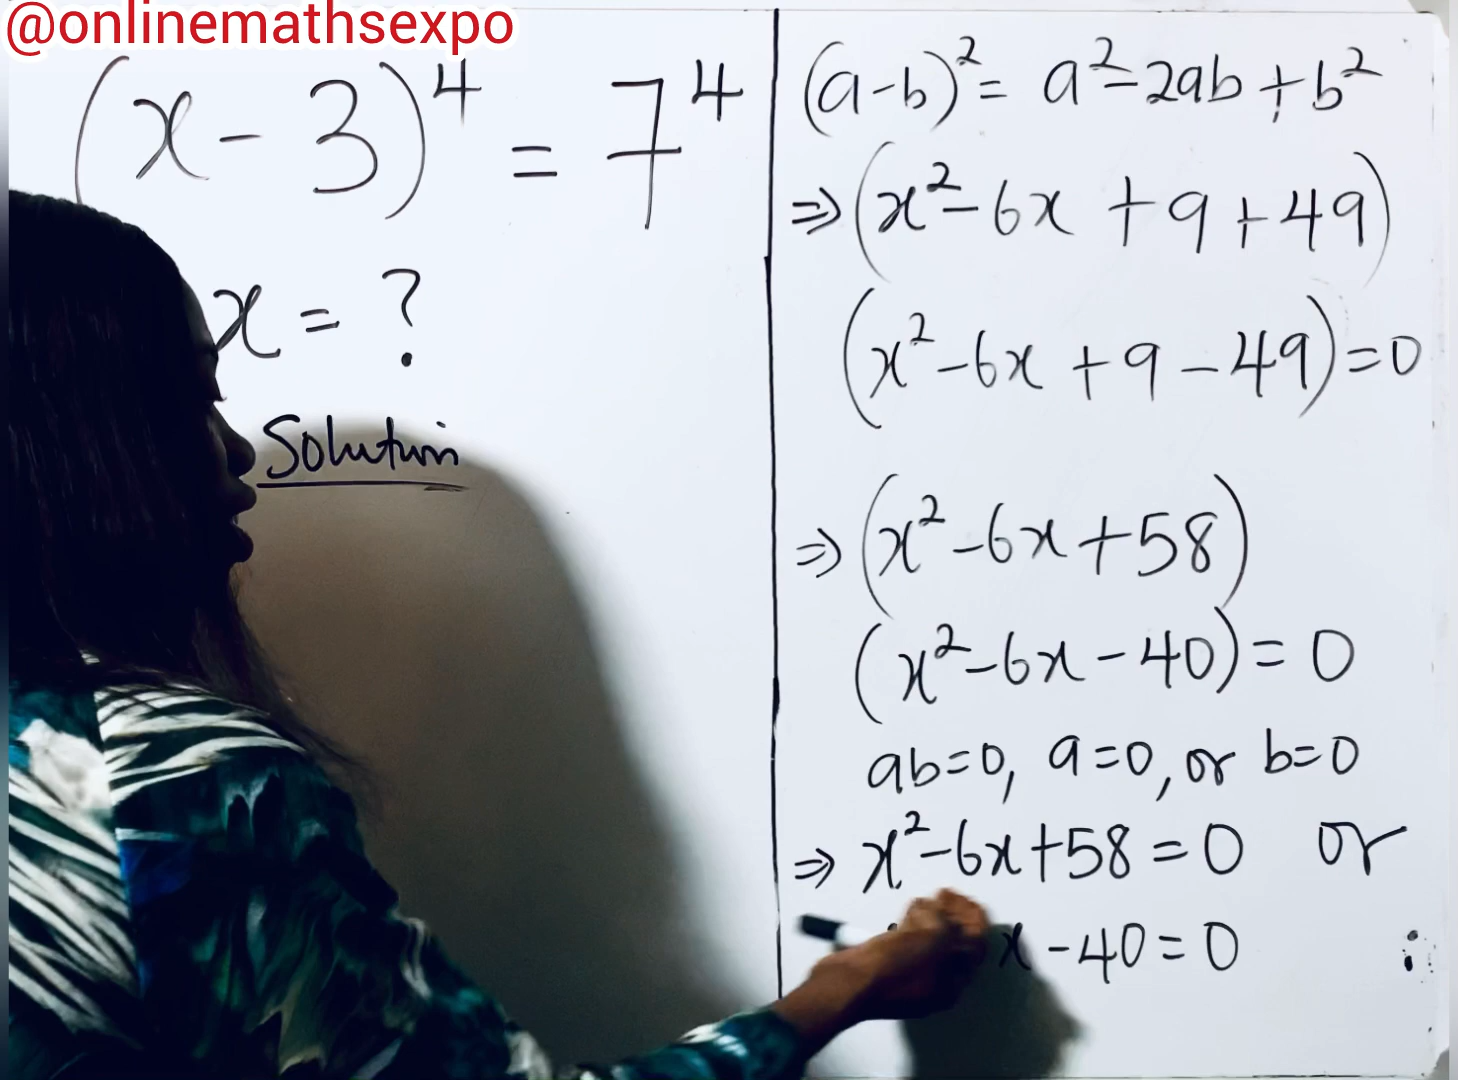 @onlinemathsexpo
(x - 3)⁴ = 7⁴
x = ?
Solution
(a-b)² = a²-2ab+b²
⇒(x²-6x+9+49)
(x²-6x+9-49)=0
⇒(x²-6x+58)
(x²-6x-40)=0
ab=0, a=0, or b=0
⇒ x²-6x+58=0 or
x-40=0